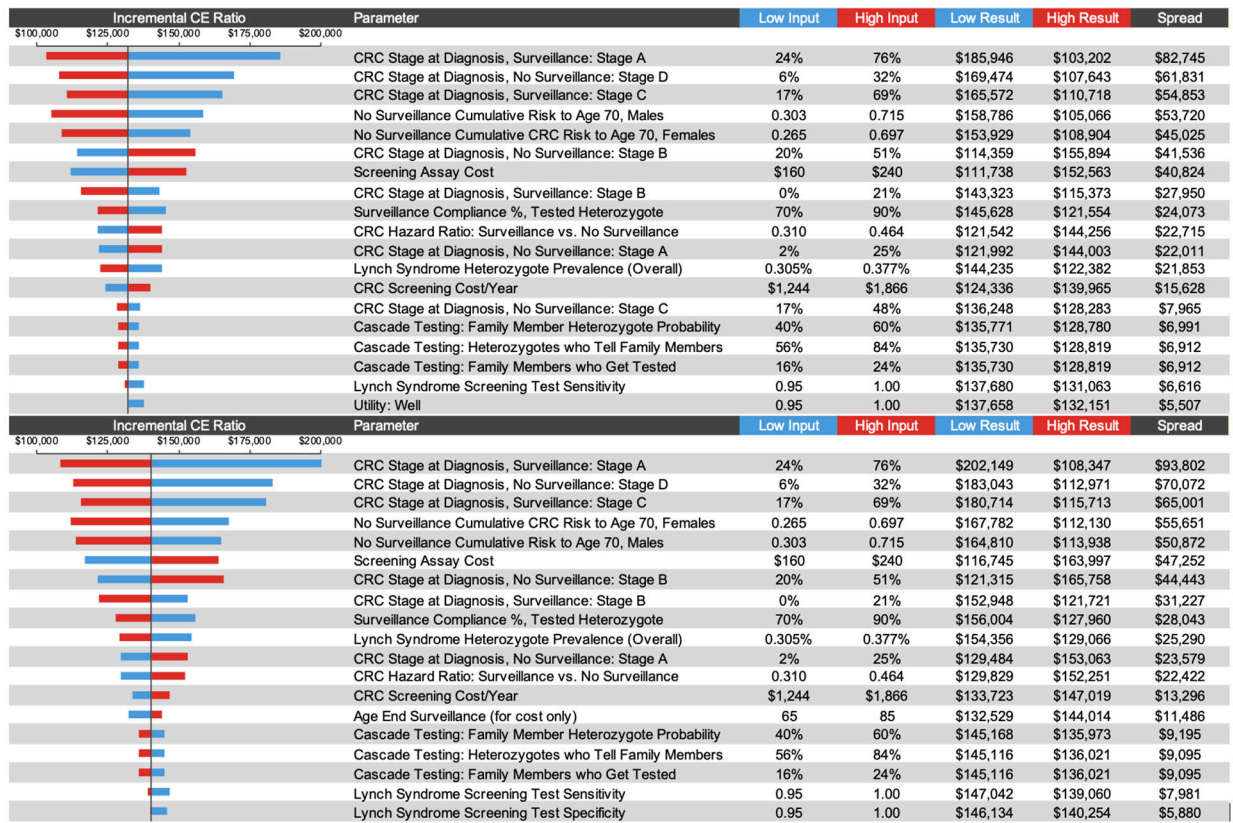 Incremental CE Ratio Parameter Low Input High Input Low Result High Result Spread
$100,000 $125,000 $150,000 $175,000 $200,000
CRC Stage at Diagnosis, Surveillance: Stage A 24% 76% $185,946 $103,202 $82,745
CRC Stage at Diagnosis, No Surveillance: Stage D 6% 32% $169,474 $107,643 $61,831
CRC Stage at Diagnosis, Surveillance: Stage C 17% 69% $165,572 $110,718 $54,853
No Surveillance Cumulative Risk to Age 70, Males 0.303 0.715 $158,786 $105,066 $53,720
No Surveillance Cumulative CRC Risk to Age 70, Females 0.265 0.697 $153,929 $108,904 $45,025
CRC Stage at Diagnosis, No Surveillance: Stage B 20% 51% $114,359 $155,894 $41,536
Screening Assay Cost $160 $240 $111,738 $152,563 $40,824
CRC Stage at Diagnosis, Surveillance: Stage B 0% 21% $143,323 $115,373 $27,950
Surveillance Compliance %, Tested Heterozygote 70% 90% $145,628 $121,554 $24,073
CRC Hazard Ratio: Surveillance vs. No Surveillance 0.310 0.464 $121,542 $144,256 $22,715
CRC Stage at Diagnosis, No Surveillance: Stage A 2% 25% $121,992 $144,003 $22,011
Lynch Syndrome Heterozygote Prevalence (Overall) 0.305% 0.377% $144,235 $122,382 $21,853
CRC Screening Cost/Year $1,244 $1,866 $124,336 $139,965 $15,628
CRC Stage at Diagnosis, No Surveillance: Stage C 17% 48% $136,248 $128,283 $7,965
Cascade Testing: Family Member Heterozygote Probability 40% 60% $135,771 $128,780 $6,991
Cascade Testing: Heterozygotes who Tell Family Members 56% 84% $135,730 $128,819 $6,912
Cascade Testing: Family Members who Get Tested 16% 24% $135,730 $128,819 $6,912
Lynch Syndrome Screening Test Sensitivity 0.95 1.00 $137,680 $131,063 $6,616
Utility: Well 0.95 1.00 $137,658 $132,151 $5,507
Incremental CE Ratio Parameter Low Input High Input Low Result High Result Spread
$100,000 $125,000 $150,000 $175,000 $200,000
CRC Stage at Diagnosis, Surveillance: Stage A 24% 76% $202,149 $108,347 $93,802
CRC Stage at Diagnosis, No Surveillance: Stage D 6% 32% $183,043 $112,971 $70,072
CRC Stage at Diagnosis, Surveillance: Stage C 17% 69% $180,714 $115,713 $65,001
No Surveillance Cumulative CRC Risk to Age 70, Females 0.265 0.697 $167,782 $112,130 $55,651
No Surveillance Cumulative Risk to Age 70, Males 0.303 0.715 $164,810 $113,938 $50,872
Screening Assay Cost $160 $240 $116,745 $163,997 $47,252
CRC Stage at Diagnosis, No Surveillance: Stage B 20% 51% $121,315 $165,758 $44,443
CRC Stage at Diagnosis, Surveillance: Stage B 0% 21% $152,948 $121,721 $31,227
Surveillance Compliance %, Tested Heterozygote 70% 90% $156,004 $127,960 $28,043
Lynch Syndrome Heterozygote Prevalence (Overall) 0.305% 0.377% $154,356 $129,066 $25,290
CRC Stage at Diagnosis, No Surveillance: Stage A 2% 25% $129,484 $153,063 $23,579
CRC Hazard Ratio: Surveillance vs. No Surveillance 0.310 0.464 $129,829 $152,251 $22,422
CRC Screening Cost/Year $1,244 $1,866 $133,723 $147,019 $13,296
Age End Surveillance (for cost only) 65 85 $132,529 $144,014 $11,486
Cascade Testing: Family Member Heterozygote Probability 40% 60% $145,168 $135,973 $9,195
Cascade Testing: Heterozygotes who Tell Family Members 56% 84% $145,116 $136,021 $9,095
Cascade Testing: Family Members who Get Tested 16% 24% $145,116 $136,021 $9,095
Lynch Syndrome Screening Test Sensitivity 0.95 1.00 $147,042 $139,060 $7,981
Lynch Syndrome Screening Test Specificity 0.95 1.00 $146,134 $140,254 $5,880